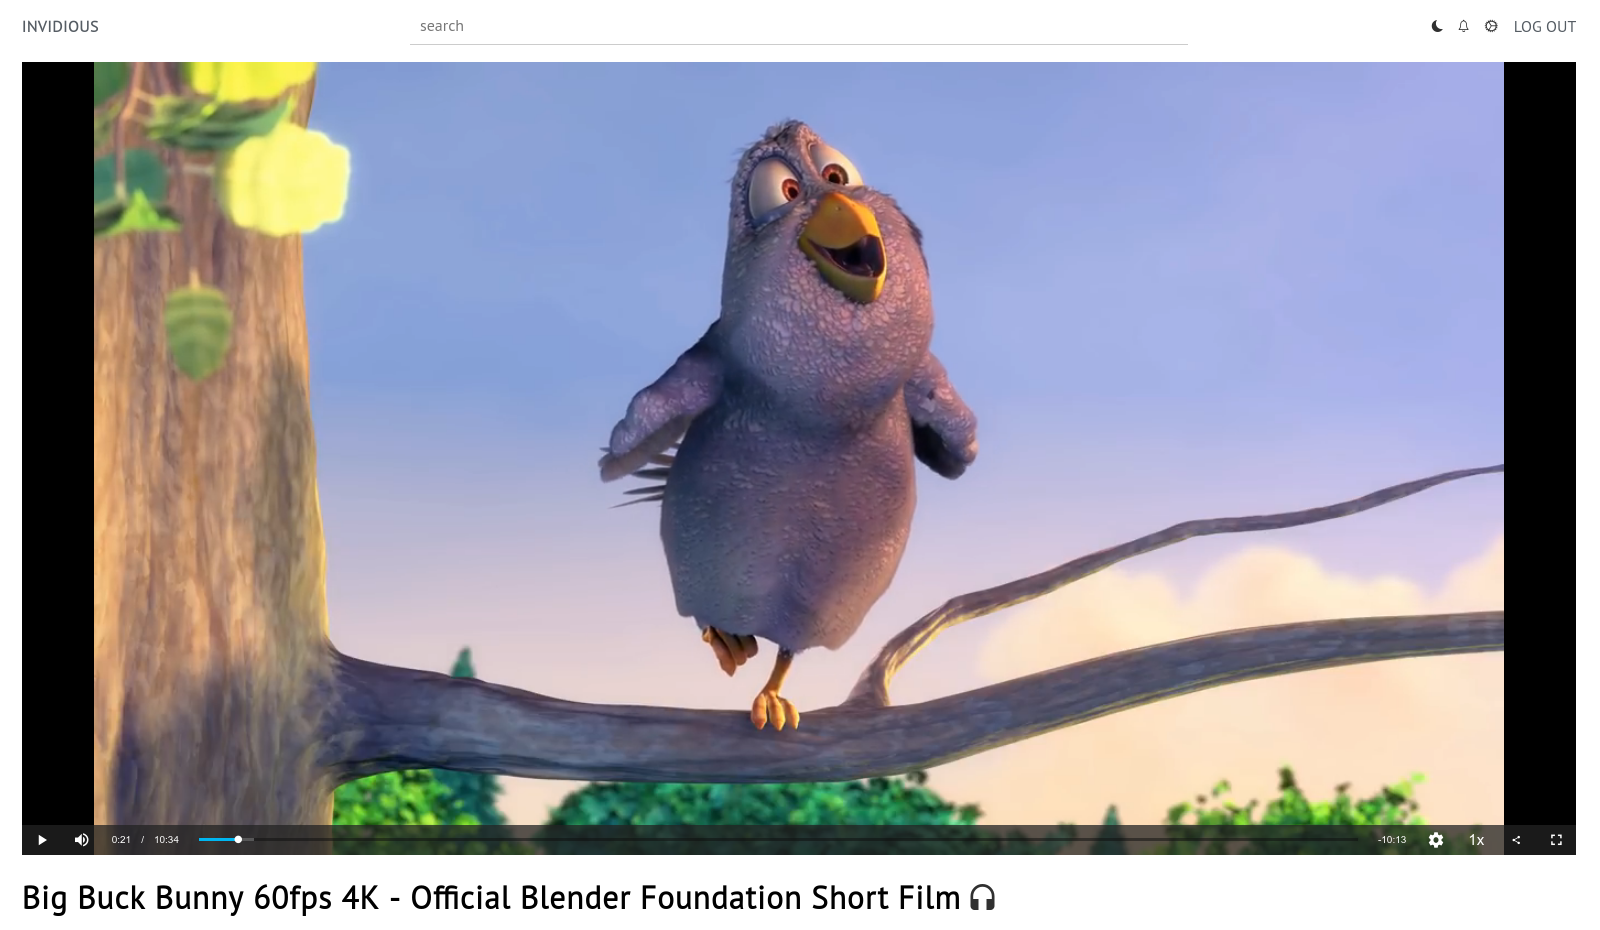 INVIDIOUS
search
LOG OUT
0:21 / 10:34
-10:13
1x
Big Buck Bunny 60fps 4K - Official Blender Foundation Short Film